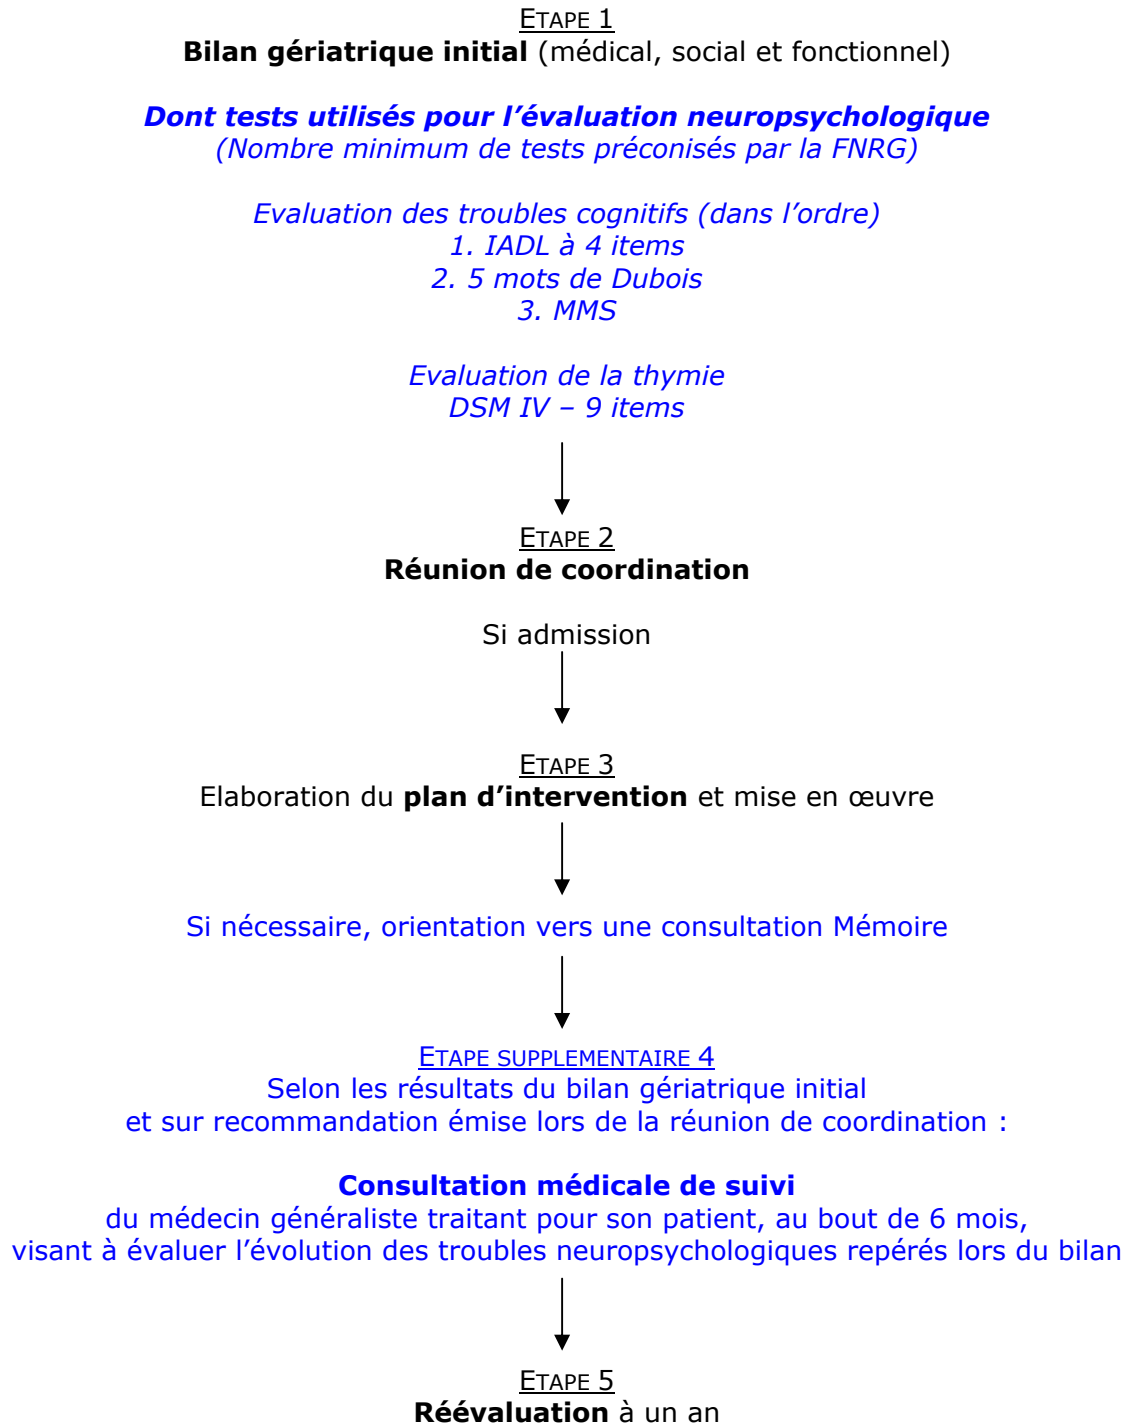 ETAPE 1
Bilan gériatrique initial (médical, social et fonctionnel)
Dont tests utilisés pour l’évaluation neuropsychologique
(Nombre minimum de tests préconisés par la FNRG)
Evaluation des troubles cognitifs (dans l’ordre)
1. IADL à 4 items
2. 5 mots de Dubois
3. MMS
Evaluation de la thymie
DSM IV – 9 items
ETAPE 2
Réunion de coordination
Si admission
ETAPE 3
Elaboration du plan d’intervention et mise en œuvre
Si nécessaire, orientation vers une consultation Mémoire
ETAPE SUPPLEMENTAIRE 4
Selon les résultats du bilan gériatrique initial
et sur recommandation émise lors de la réunion de coordination :
Consultation médicale de suivi
du médecin généraliste traitant pour son patient, au bout de 6 mois,
visant à évaluer l’évolution des troubles neuropsychologiques repérés lors du bilan
ETAPE 5
Réévaluation à un an